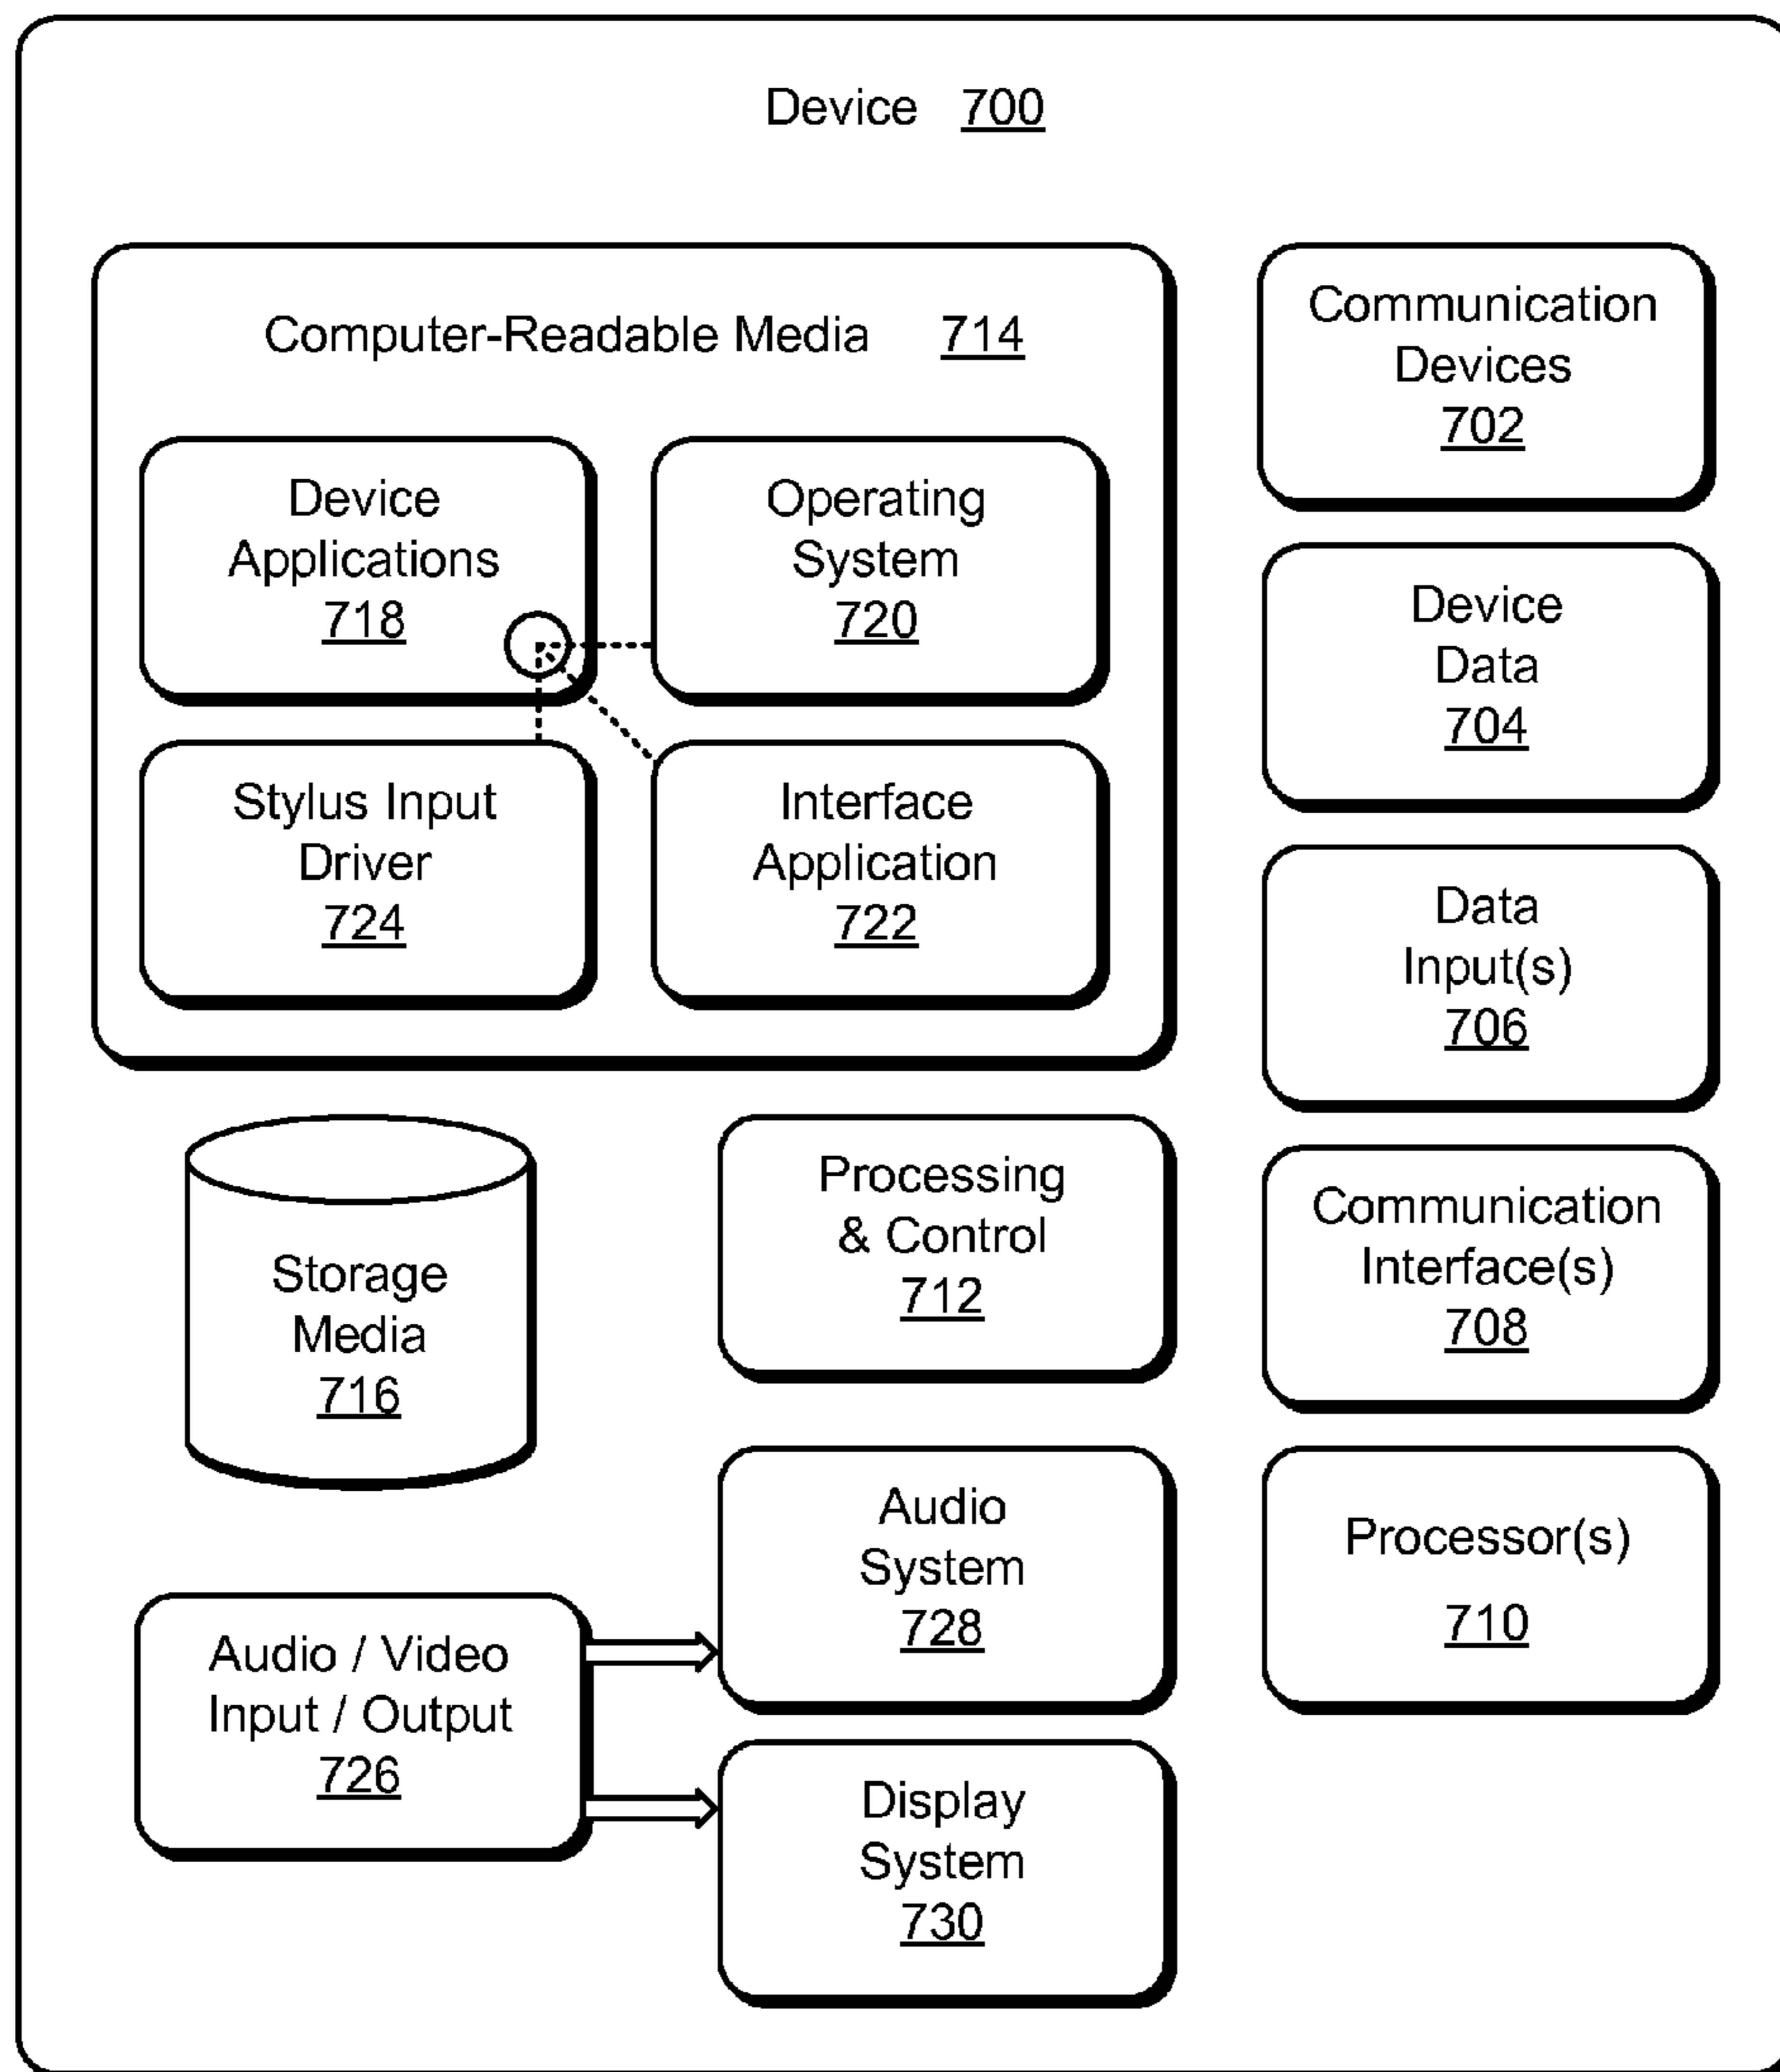 Device 700
Computer-Readable Media 714
Device
Applications
718
Operating
System
720
Stylus Input
Driver
724
Interface
Application
722
Communication
Devices
702
Device
Data
704
Data
Input(s)
706
Communication
Interface(s)
708
Processor(s)
710
Storage
Media
716
Processing
& Control
712
Audio / Video
Input / Output
726
Audio
System
728
Display
System
730